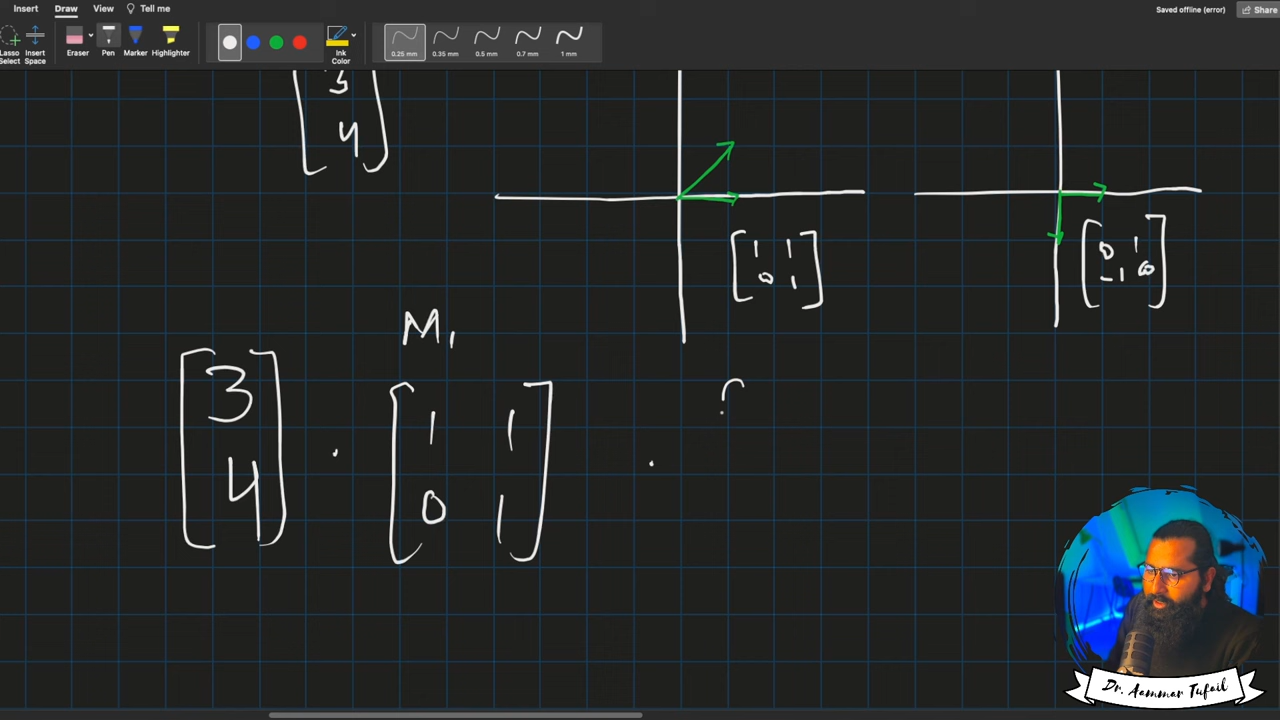 Insert Draw View Tell me Saved offline (error) Share
Lasso Select Insert Space Eraser Pen Marker Highlighter Ink Color 0.25 mm 0.35 mm 0.5 mm 0.7 mm 1 mm
3
4
1 1
0 1
0 1
-1 0
M1
3 1 1
4 0 1
Dr. Aammar Tufail